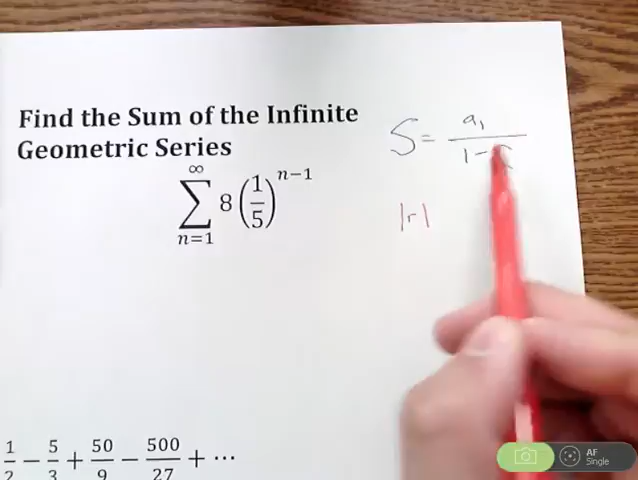 Find the Sum of the Infinite
Geometric Series
S = a₁ / (1 - r)
∑_{n=1}^{∞} 8 (1/5)^{n-1}
|r|
1/2 - 5/3 + 50/9 - 500/27 + ⋯
AF
Single